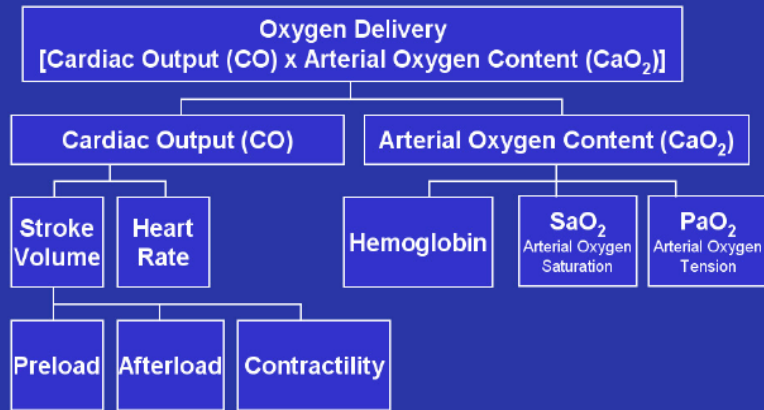 Oxygen Delivery
[Cardiac Output (CO) x Arterial Oxygen Content (CaO₂)]
Cardiac Output (CO)
Arterial Oxygen Content (CaO₂)
Stroke
Volume
Heart
Rate
Hemoglobin
SaO₂
Arterial Oxygen
Saturation
PaO₂
Arterial Oxygen
Tension
Preload
Afterload
Contractility